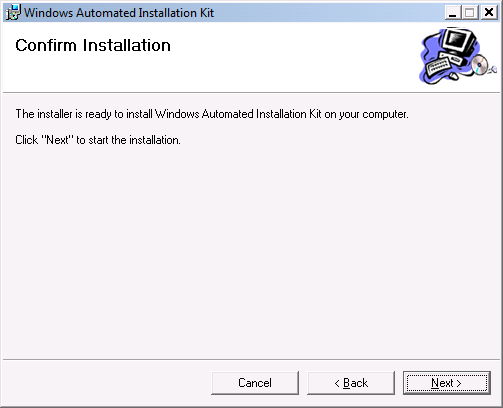 Windows Automated Installation Kit
Confirm Installation
The installer is ready to install Windows Automated Installation Kit on your computer.
Click "Next" to start the installation.
Cancel
< Back
Next >